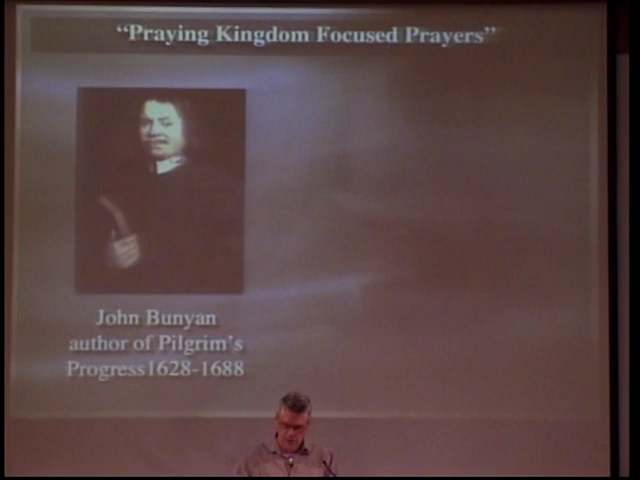 “Praying Kingdom Focused Prayers”
John Bunyan
author of Pilgrim's
Progress1628-1688